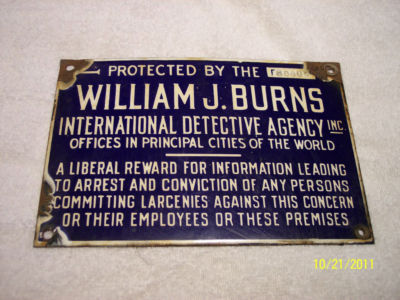 PROTECTED BY THE
WILLIAM J. BURNS
INTERNATIONAL DETECTIVE AGENCY INC.
OFFICES IN PRINCIPAL CITIES OF THE WORLD
A LIBERAL REWARD FOR INFORMATION LEADING
TO ARREST AND CONVICTION OF ANY PERSONS
COMMITTING LARCENIES AGAINST THIS CONCERN
OR THEIR EMPLOYEES OR THESE PREMISES
10/21/2011